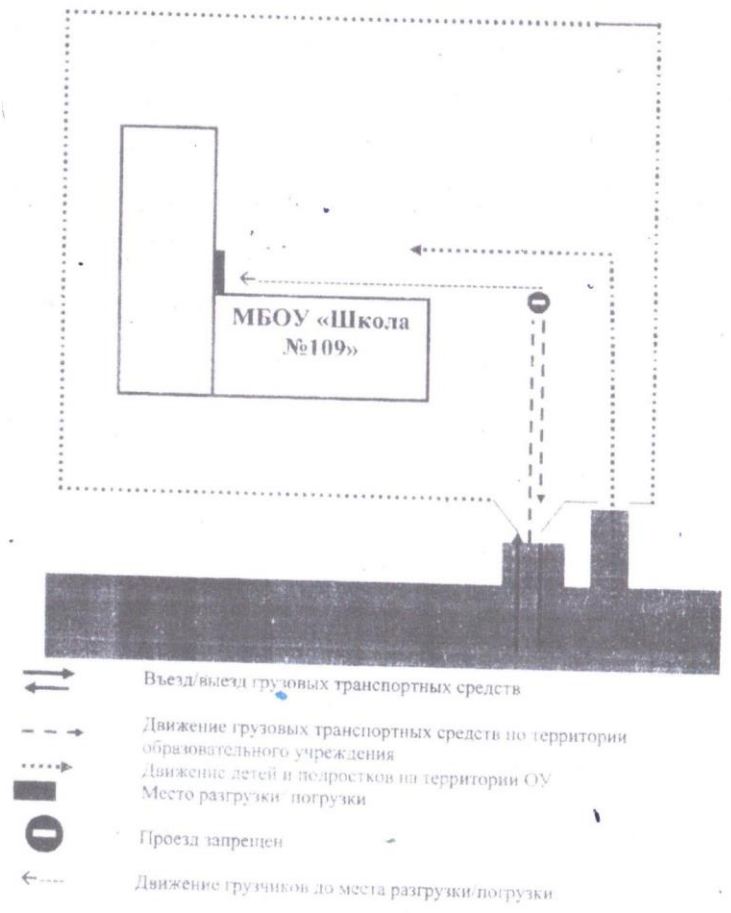 МБОУ «Школа
№109»
Въезд/выезд грузовых транспортных средств
Движение грузовых транспортных средств по территории
образовательного учреждения
Движение детей и подростков на территории ОУ
Место разгрузки/погрузки
Проезд запрещен
Движение грузчиков до места разгрузки/погрузки